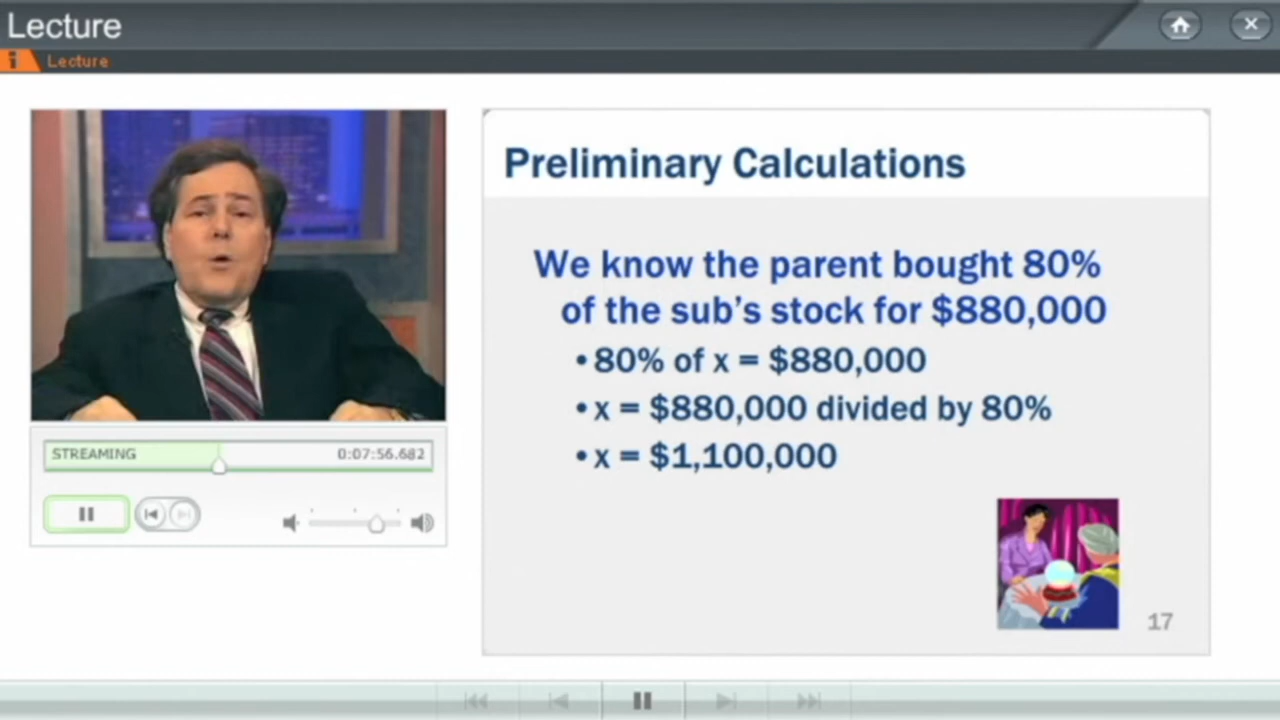 Lecture
i Lecture
Preliminary Calculations
We know the parent bought 80%
of the sub's stock for $880,000
• 80% of x = $880,000
• x = $880,000 divided by 80%
• x = $1,100,000
17
STREAMING 0:07:56.682